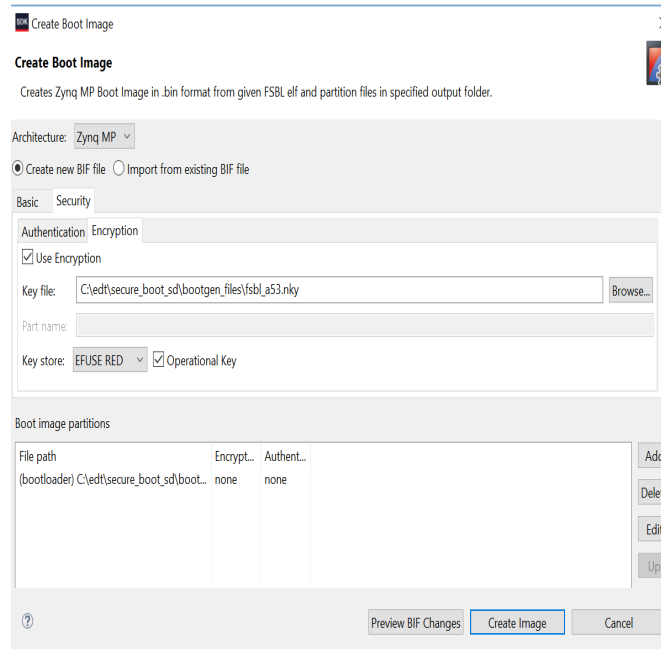 SDK Create Boot Image
Create Boot Image
Creates Zynq MP Boot Image in .bin format from given FSBL elf and partition files in specified output folder.
Architecture: Zynq MP
Create new BIF file Import from existing BIF file
Basic Security
Authentication Encryption
Use Encryption
Key file: C:\edt\secure_boot_sd\bootgen_files\fsbl_a53.nky Browse...
Part name:
Key store: EFUSE RED Operational Key
Boot image partitions
File path Encrypt... Authent...
(bootloader) C:\edt\secure_boot_sd\boot... none none
Add
Delet
Edit
Up
? Preview BIF Changes Create Image Cancel